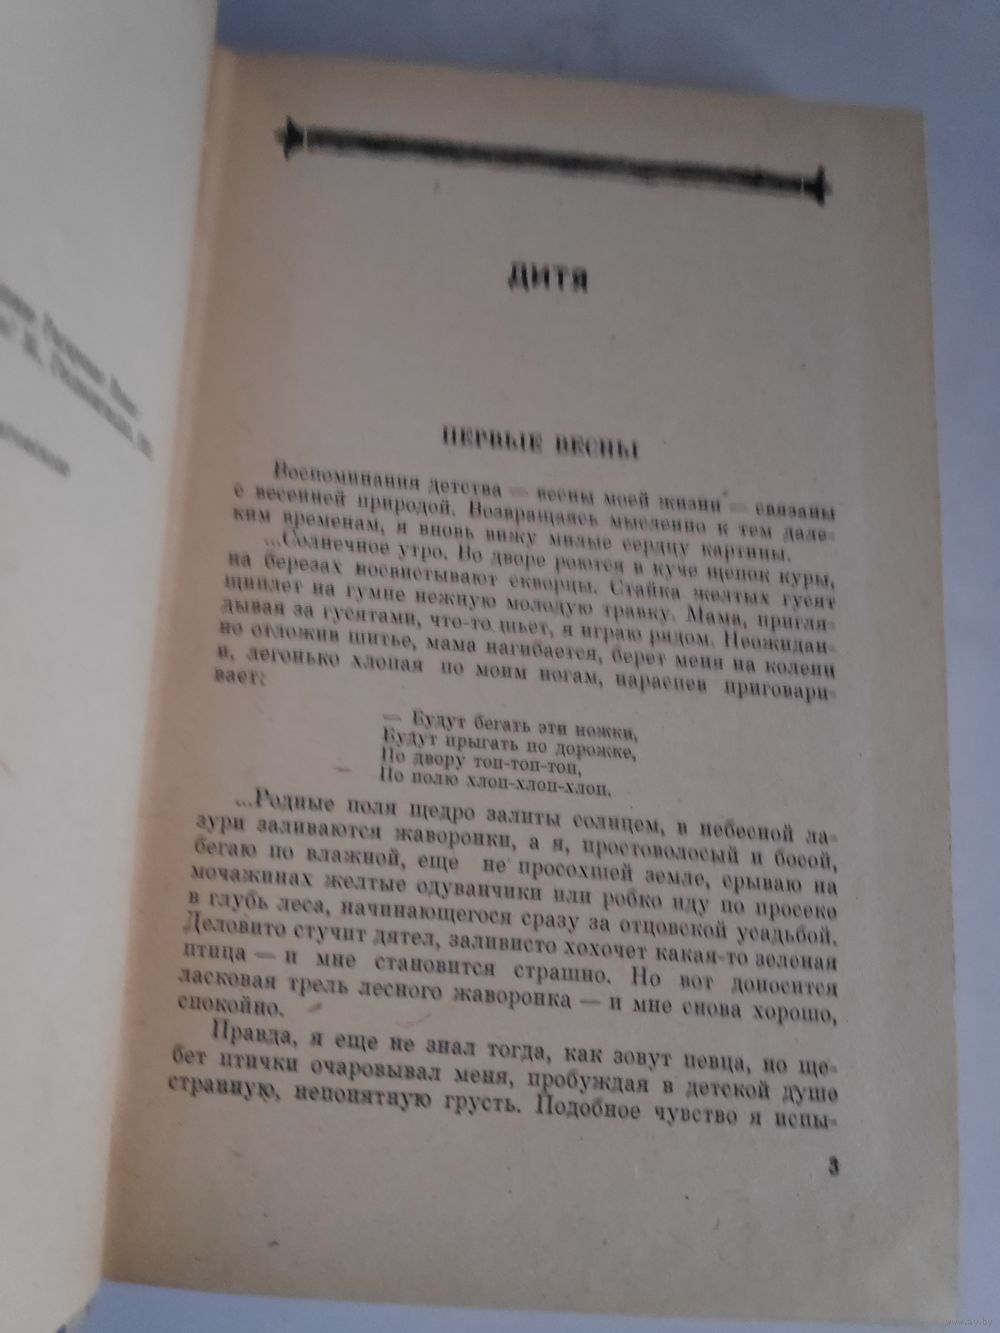 ДИТЯ
ПЕРВЫЕ ВЕСНЫ
Воспоминания детства — весны моей жизни — связаны
с весенней природой. Возвращаясь мысленно к тем дале-
ким временам, я вновь вижу милые сердцу картины.
...Солнечное утро. Во дворе роются в куче щепок куры,
на березах посвистывают скворцы. Стайка желтых гусят
щиплет на гумне нежную молодую травку. Мама, пригля-
дывая за гусятами, что-то шьет, я играю рядом. Неожидан-
но отложив шитье, мама нагибается, берет меня на колени
и, легонько хлопая по моим ногам, нараспев приговари-
вает:
— Будут бегать эти ножки,
Будут прыгать по дорожке,
По двору топ-топ-топ,
По полю хлоп-хлоп-хлоп.
...Родные поля щедро залиты солнцем, в небесной ла-
зури заливаются жаворонки, а я, простоволосый и босой,
бегаю по влажной, еще не просохшей земле, срываю на
мочажинах желтые одуванчики или робко иду по просеке
в глубь леса, начинающегося сразу за отцовской усадьбой.
Деловито стучит дятел, заливисто хохочет какая-то зеленая
птица — и мне становится страшно. Но вот доносится
ласковая трель лесного жаворонка — и мне снова хорошо,
спокойно.
Правда, я еще не знал тогда, как зовут певца, но ще-
бет птички очаровывал меня, пробуждая в детской душе
странную, непонятную грусть. Подобное чувство я испы-
3
www.ay.by